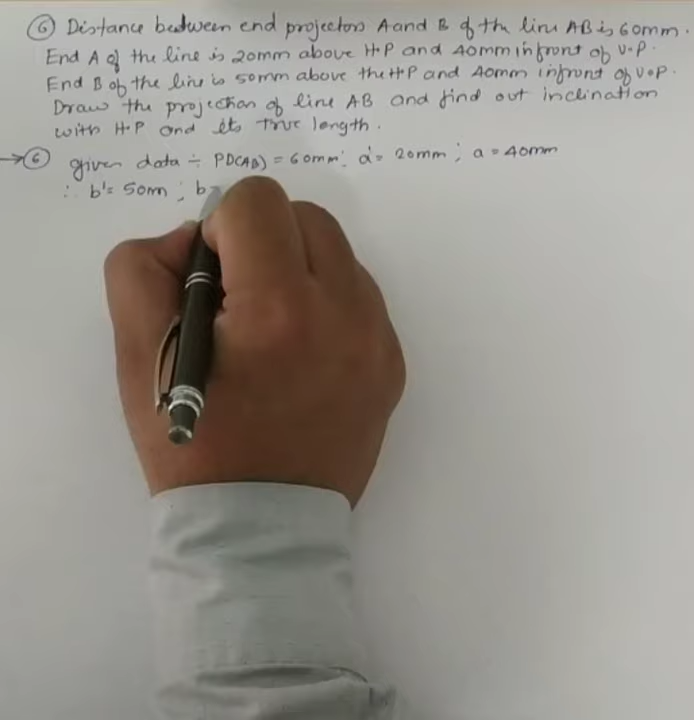 6 Distance between end projectors A and B of the line AB is 60mm.
End A of the line is 20mm above H.P and 40mm infront of V.P.
End B of the line is 50mm above the H.P and 40mm infront of V.P.
Draw the projection of line AB and find out inclination
with H.P and its true length.
→ 6 given data ÷ PD(AB) = 60mm; a' = 20mm; a = 40mm
∴ b' = 50m; b =